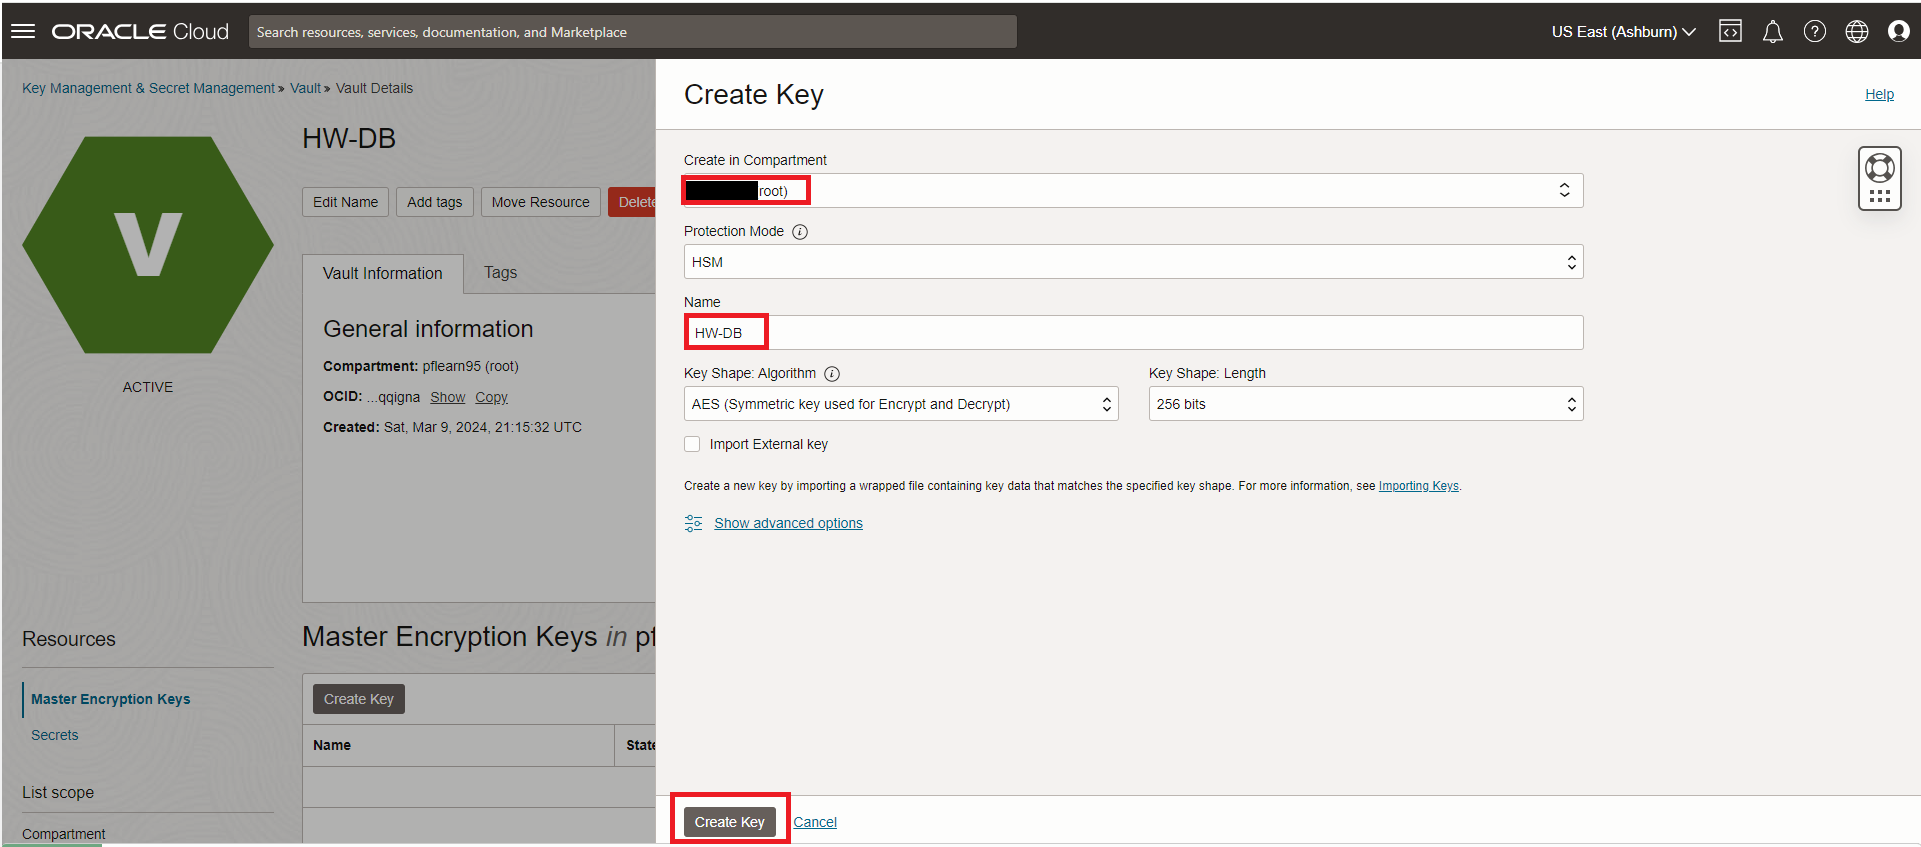 ORACLE Cloud
Search resources, services, documentation, and Marketplace
US East (Ashburn)
Key Management & Secret Management » Vault » Vault Details
V
ACTIVE
HW-DB
Edit Name
Add tags
Move Resource
Delete
Vault Information
Tags
General information
Compartment: pflearn95 (root)
OCID: ...qqigna Show Copy
Created: Sat, Mar 9, 2024, 21:15:32 UTC
Resources
Master Encryption Keys
Secrets
List scope
Compartment
Master Encryption Keys in pf
Create Key
Name
State
Create Key
Help
Create in Compartment
root)
Protection Mode
HSM
Name
HW-DB
Key Shape: Algorithm
AES (Symmetric key used for Encrypt and Decrypt)
Key Shape: Length
256 bits
Import External key
Create a new key by importing a wrapped file containing key data that matches the specified key shape. For more information, see Importing Keys.
Show advanced options
Create Key
Cancel